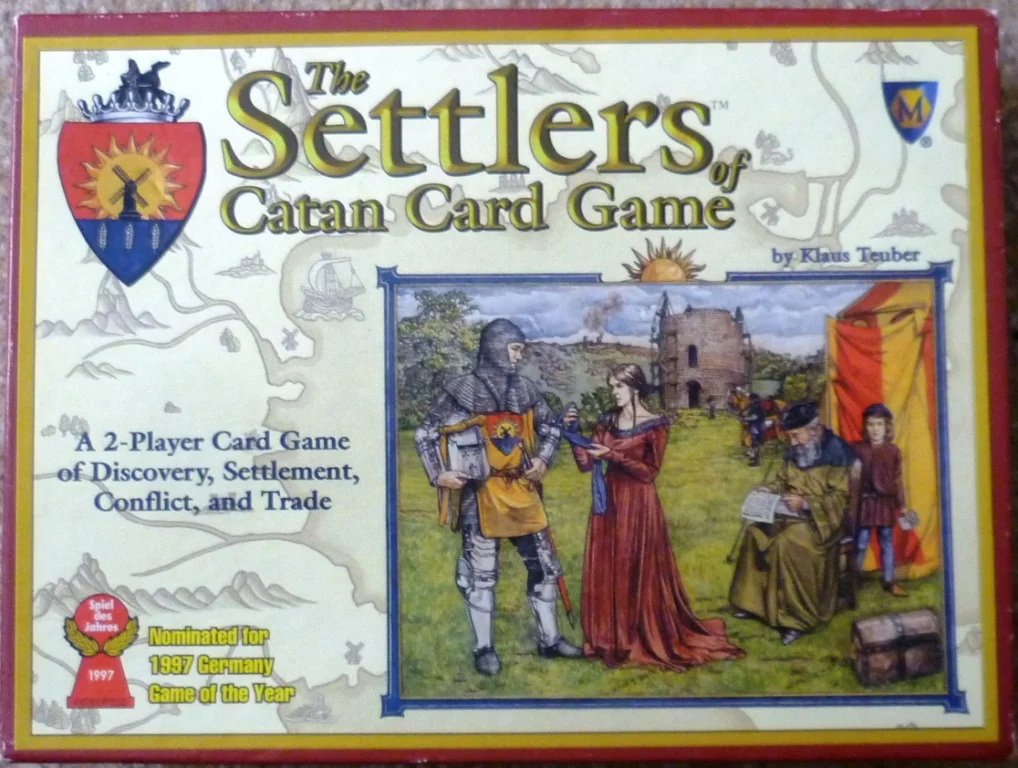 The
Settlers™
of
Catan Card Game
M
®
by Klaus Teuber
A 2-Player Card Game
of Discovery, Settlement,
Conflict, and Trade
Spiel
des
Jahres
1997
Nominated for
1997 Germany
Game of the Year